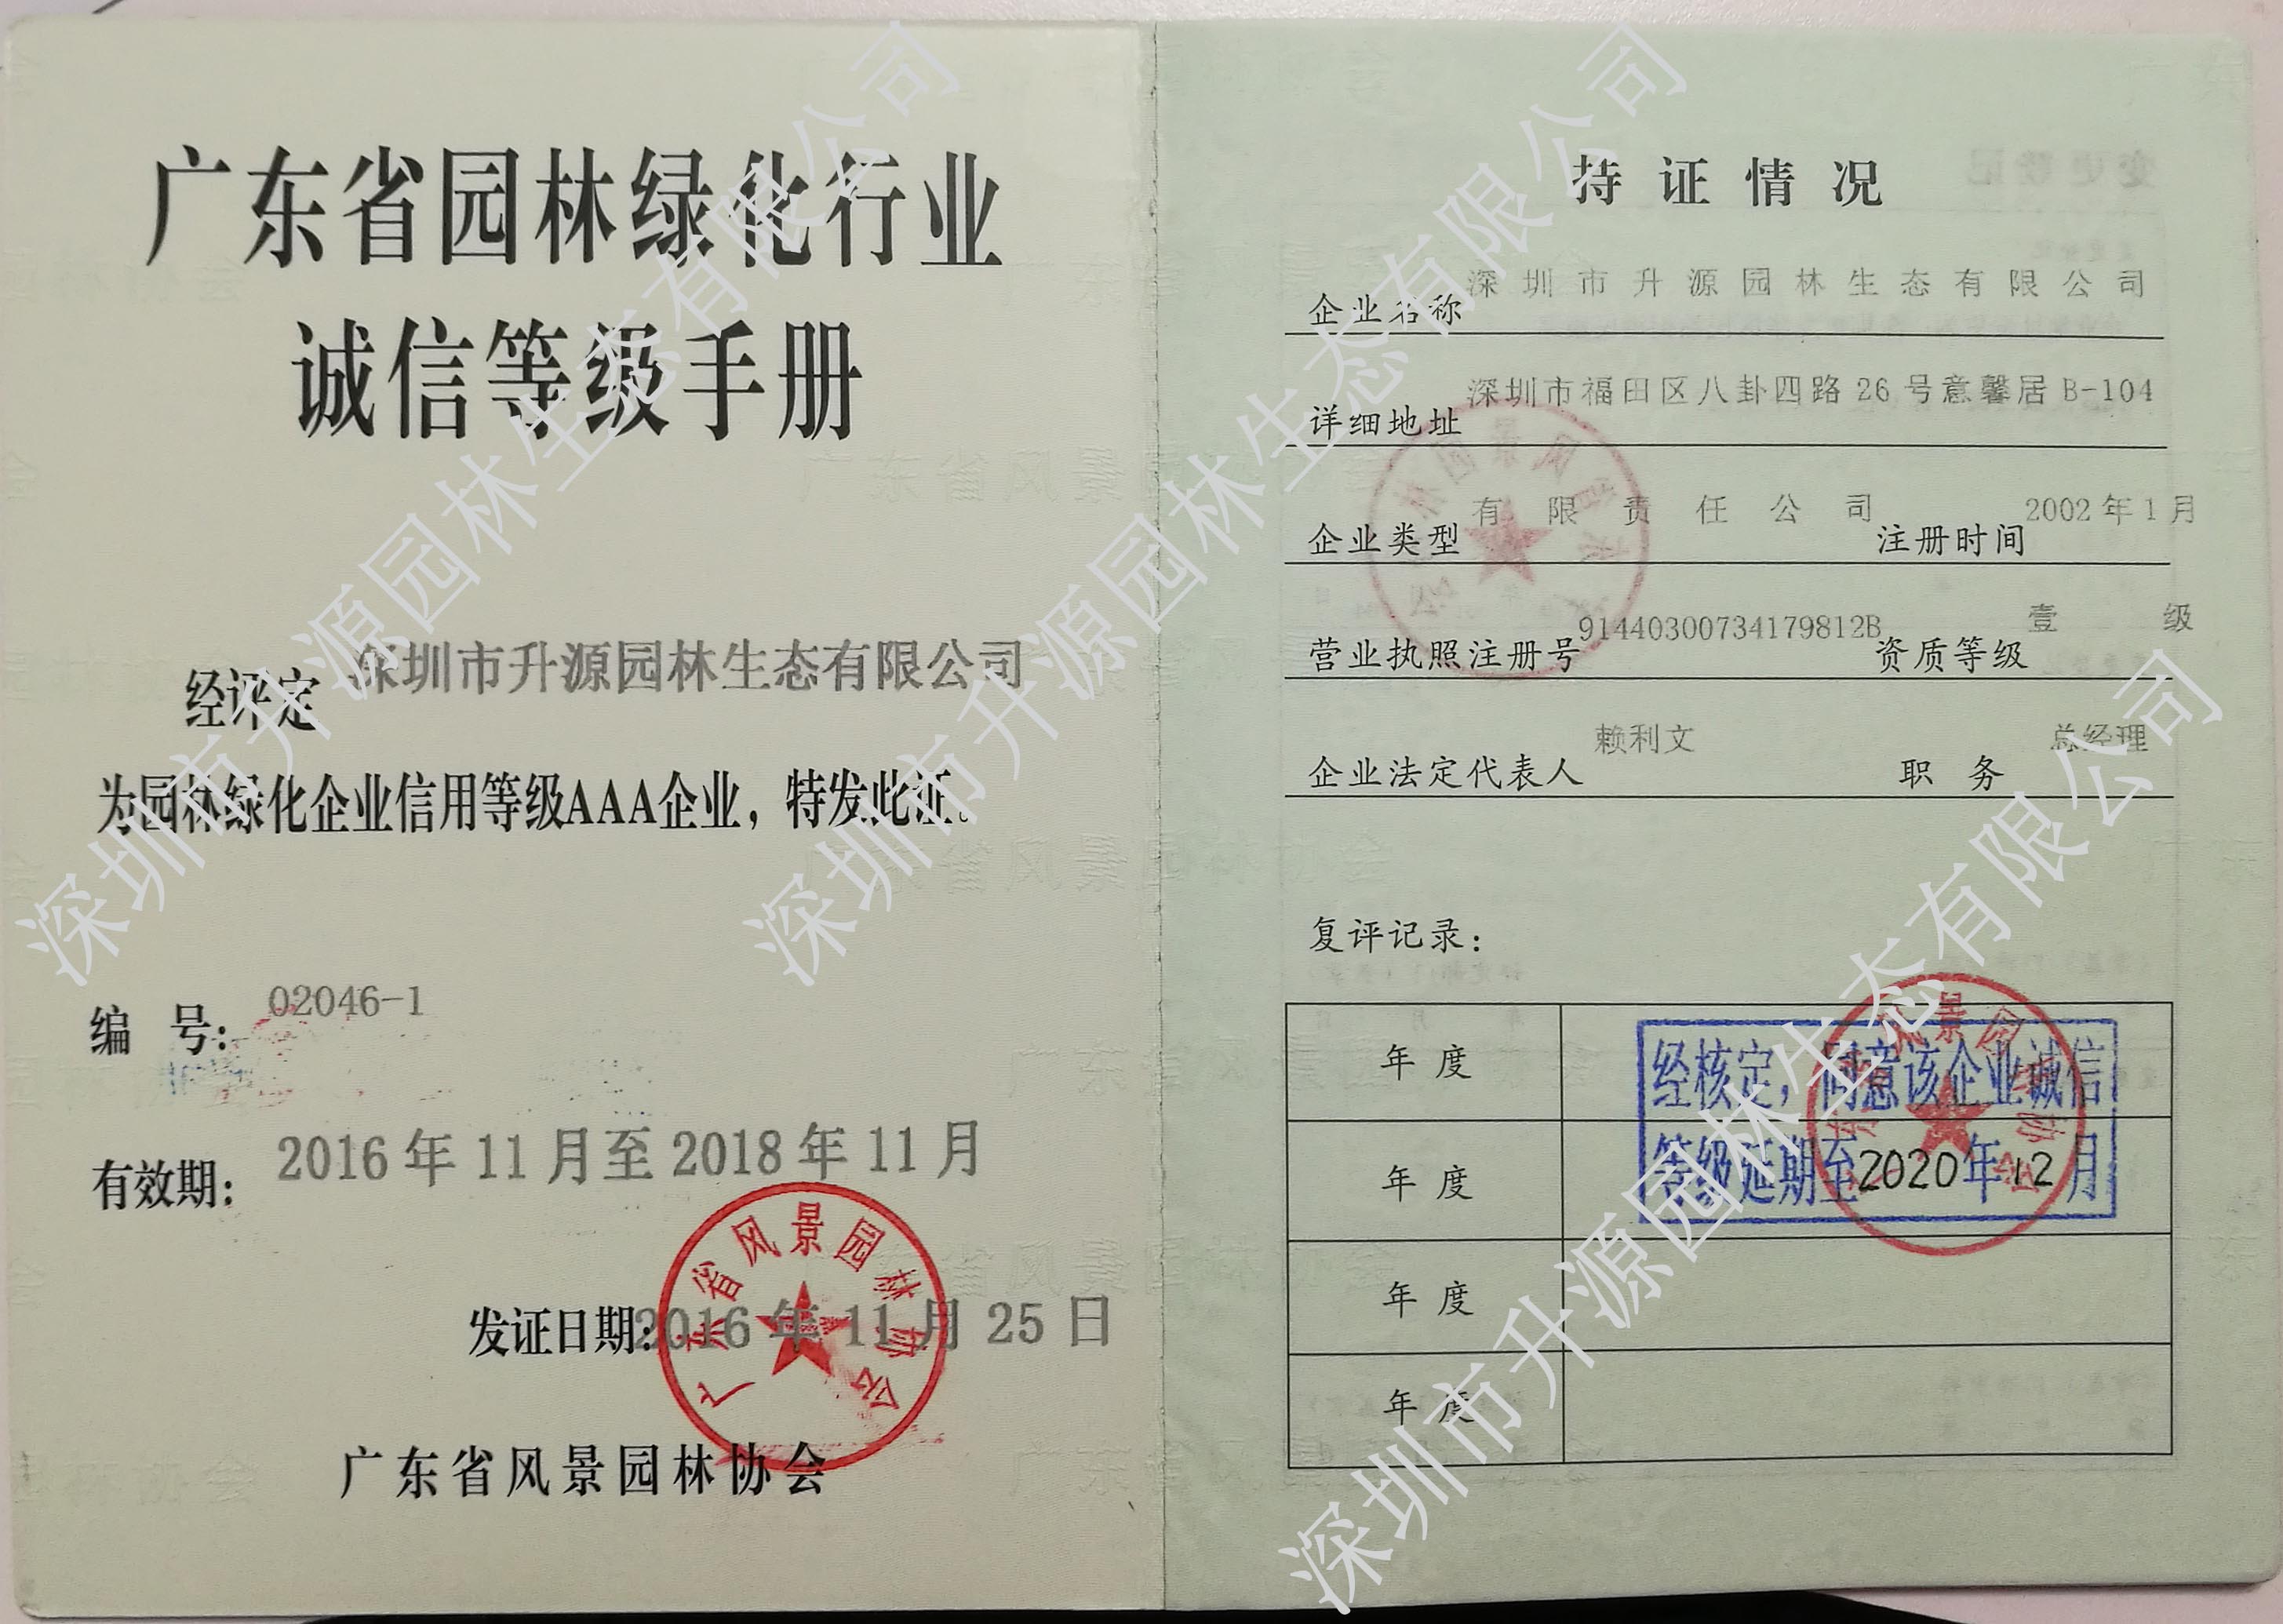 广东省园林绿化行业
诚信等级手册
经评定 深圳市升源园林生态有限公司
为园林绿化企业信用等级AAA企业，特发此证。
编 号: 02046-1
有效期: 2016年11月至2018年11月
发证日期:2016年11月25日
广东省风景园林协会
广东省风景园林协会
持证情况
企业名称 深圳市升源园林生态有限公司
详细地址 深圳市福田区八卦四路26号意馨居B-104
企业类型 有限责任公司 注册时间 2002年1月
营业执照注册号 91440300734179812B 资质等级 壹级
企业法定代表人 赖利文 职务 总经理
复评记录:
年度
年度
年度
年度
经核定，同意该企业诚信
等级延期至2020年12月
深圳市升源园林生态有限公司
深圳市升源园林生态有限公司
深圳市升源园林生态有限公司